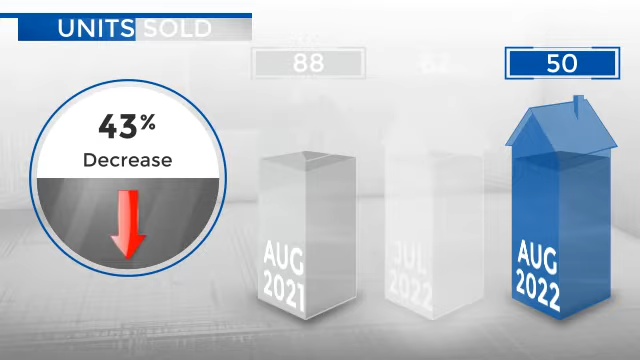 UNITS SOLD
43%
Decrease
88
50
AUG
2021
JUL
2022
AUG
2022